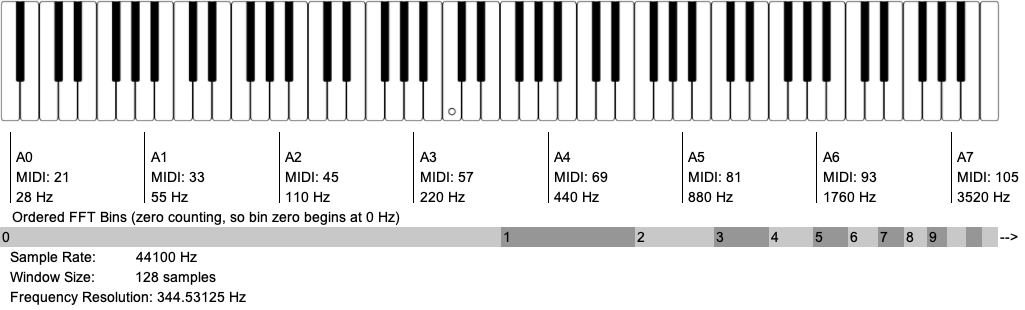 A0 A1 A2 A3 A4 A5 A6 A7
MIDI: 21 MIDI: 33 MIDI: 45 MIDI: 57 MIDI: 69 MIDI: 81 MIDI: 93 MIDI: 105
28 Hz 55 Hz 110 Hz 220 Hz 440 Hz 880 Hz 1760 Hz 3520 Hz
Ordered FFT Bins (zero counting, so bin zero begins at 0 Hz)
0 1 2 3 4 5 6 7 8 9 -->
Sample Rate: 44100 Hz
Window Size: 128 samples
Frequency Resolution: 344.53125 Hz